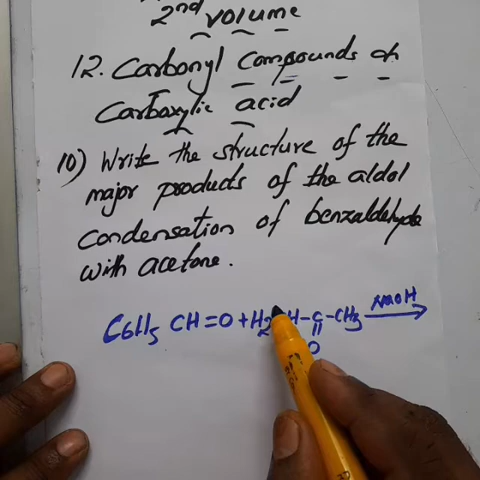 2nd volume
12. Carbonyl Compounds &
Carboxylic acid
10) Write the structure of the
major products of the aldol
condensation of benzaldehyde
with acetone.
C6H5 CH=O + H2 H-C-CH3 NaOH
O